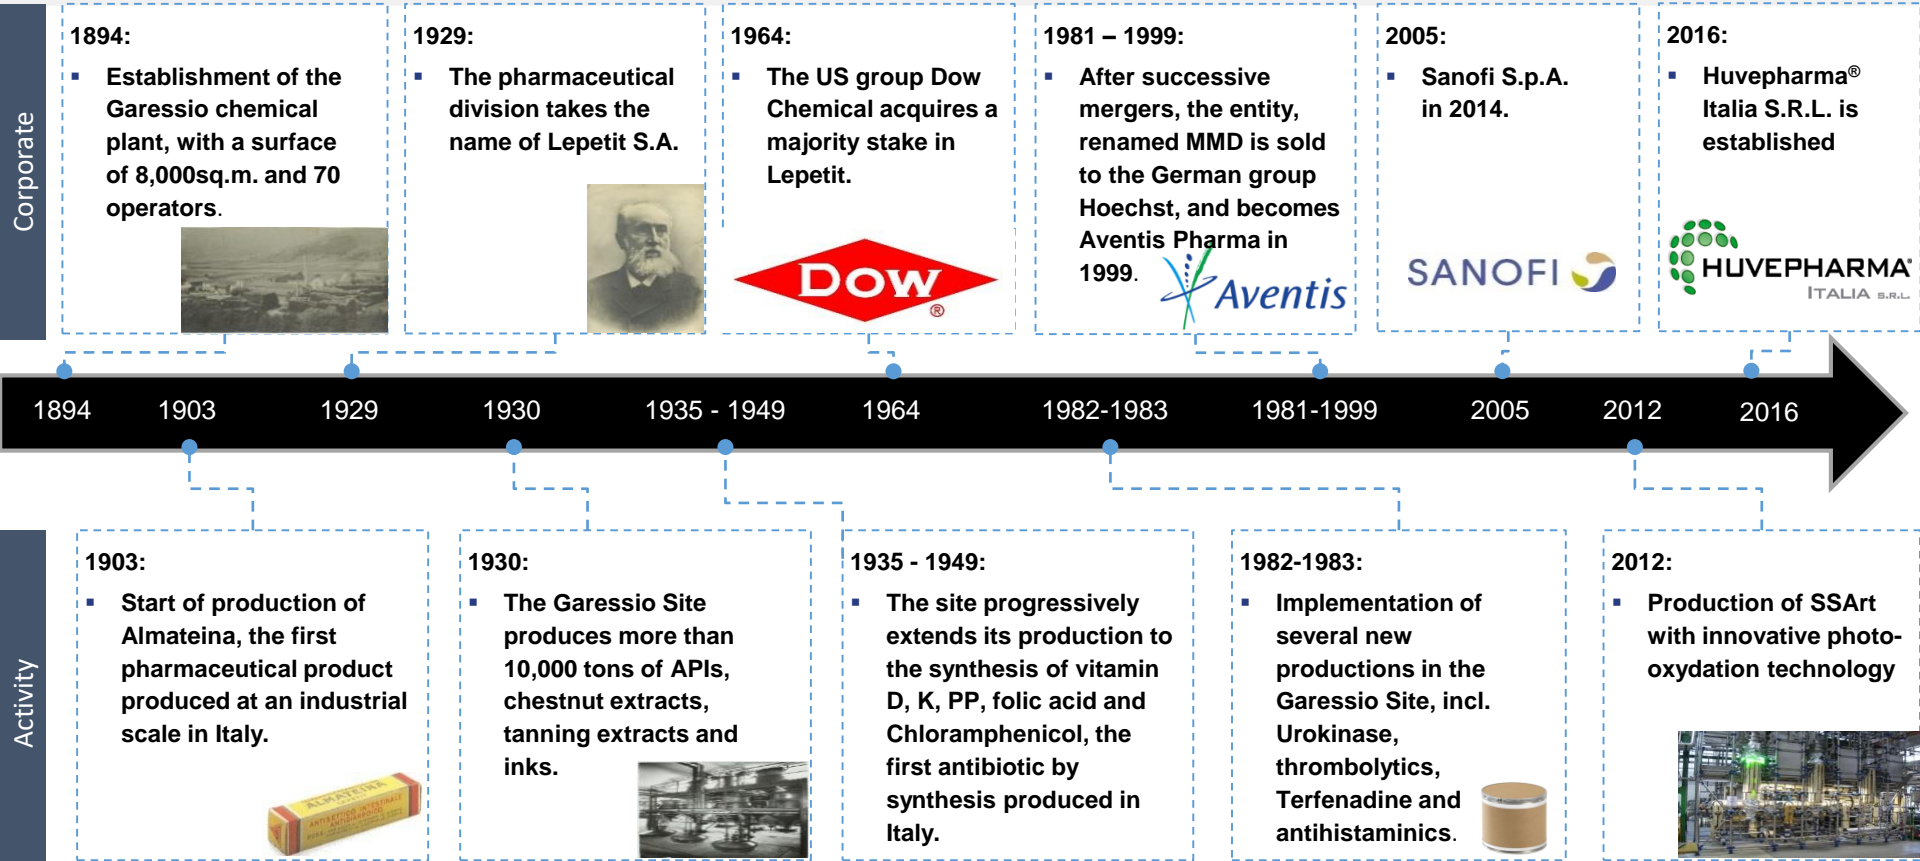 Corporate
1894:
▪ Establishment of the
Garessio chemical
plant, with a surface
of 8,000sq.m. and 70
operators.
1929:
▪ The pharmaceutical
division takes the
name of Lepetit S.A.
1964:
▪ The US group Dow
Chemical acquires a
majority stake in
Lepetit.
Dow®
1981 – 1999:
▪ After successive
mergers, the entity,
renamed MMD is sold
to the German group
Hoechst, and becomes
Aventis Pharma in
1999.
Aventis
2005:
▪ Sanofi S.p.A.
in 2014.
SANOFI
2016:
▪ Huvepharma®
Italia S.R.L. is
established
HUVEPHARMA
ITALIA S.R.L.
1894 1903 1929 1930 1935 - 1949 1964 1982-1983 1981-1999 2005 2012 2016
Activity
1903:
▪ Start of production of
Almateina, the first
pharmaceutical product
produced at an industrial
scale in Italy.
ALMATEINA
ANTISETTICO INTESTINALE
ANTIDIARROICO
1930:
▪ The Garessio Site
produces more than
10,000 tons of APIs,
chestnut extracts,
tanning extracts and
inks.
1935 - 1949:
▪ The site progressively
extends its production to
the synthesis of vitamin
D, K, PP, folic acid and
Chloramphenicol, the
first antibiotic by
synthesis produced in
Italy.
1982-1983:
▪ Implementation of
several new
productions in the
Garessio Site, incl.
Urokinase,
thrombolytics,
Terfenadine and
antihistaminics.
2012:
▪ Production of SSArt
with innovative photo-
oxydation technology